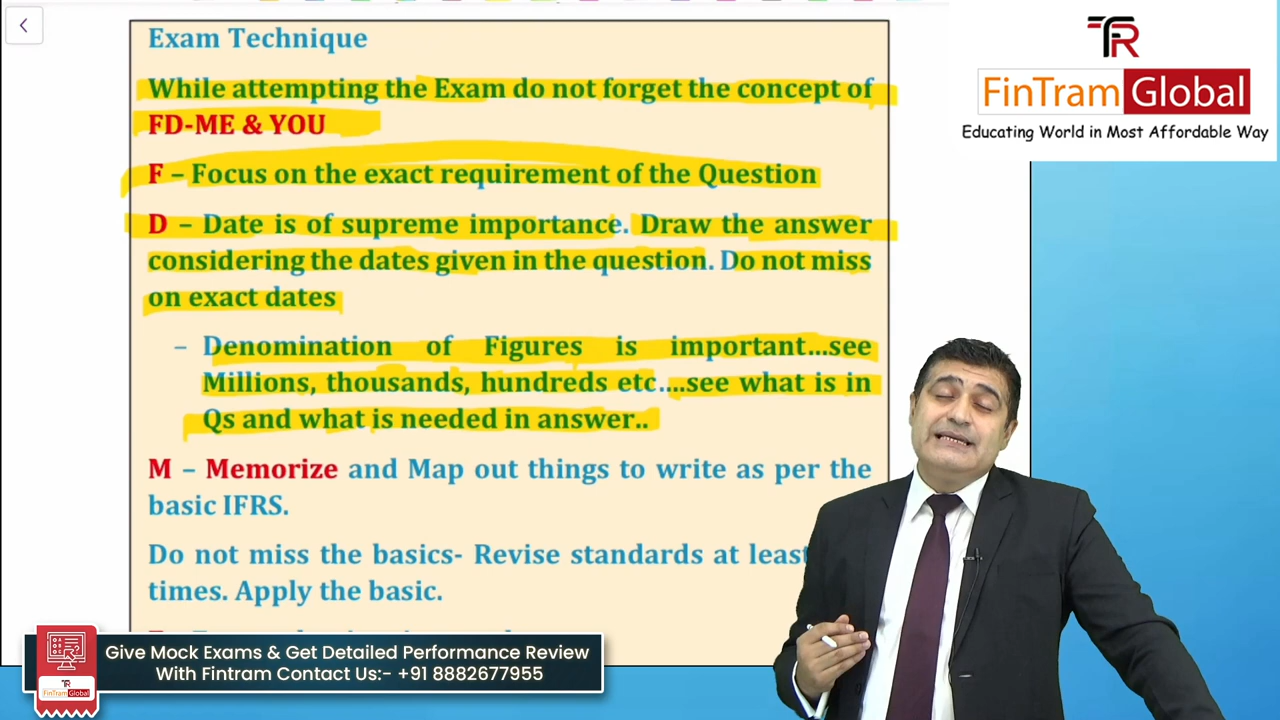 Exam Technique
While attempting the Exam do not forget the concept of
FD-ME & YOU
F – Focus on the exact requirement of the Question
D – Date is of supreme importance. Draw the answer
considering the dates given in the question. Do not miss
on exact dates
– Denomination of Figures is important...see
Millions, thousands, hundreds etc....see what is in
Qs and what is needed in answer..
M – Memorize and Map out things to write as per the
basic IFRS.
Do not miss the basics- Revise standards at least
times. Apply the basic.
FinTram Global
Educating World in Most Affordable Way
Give Mock Exams & Get Detailed Performance Review
With Fintram Contact Us:- +91 8882677955
FinTram Global